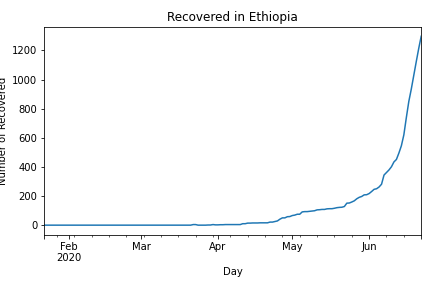 Recovered in Ethiopia
Number of Recovered
1200
1000
800
600
400
200
0
Feb
2020
Mar
Apr
May
Jun
Day